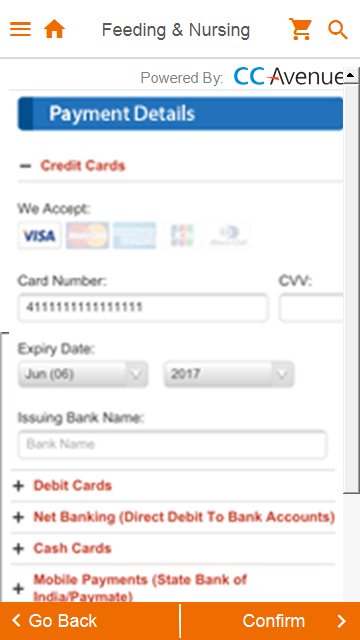 Feeding & Nursing
Powered By: CCAvenue
Payment Details
Credit Cards
We Accept:
VISA
Card Number: CVV:
4111111111111111
Expiry Date:
Jun (06) 2017
Issuing Bank Name:
Bank Name
Debit Cards
Net Banking (Direct Debit To Bank Accounts)
Cash Cards
Mobile Payments (State Bank of
India/Paymate)
Go Back Confirm